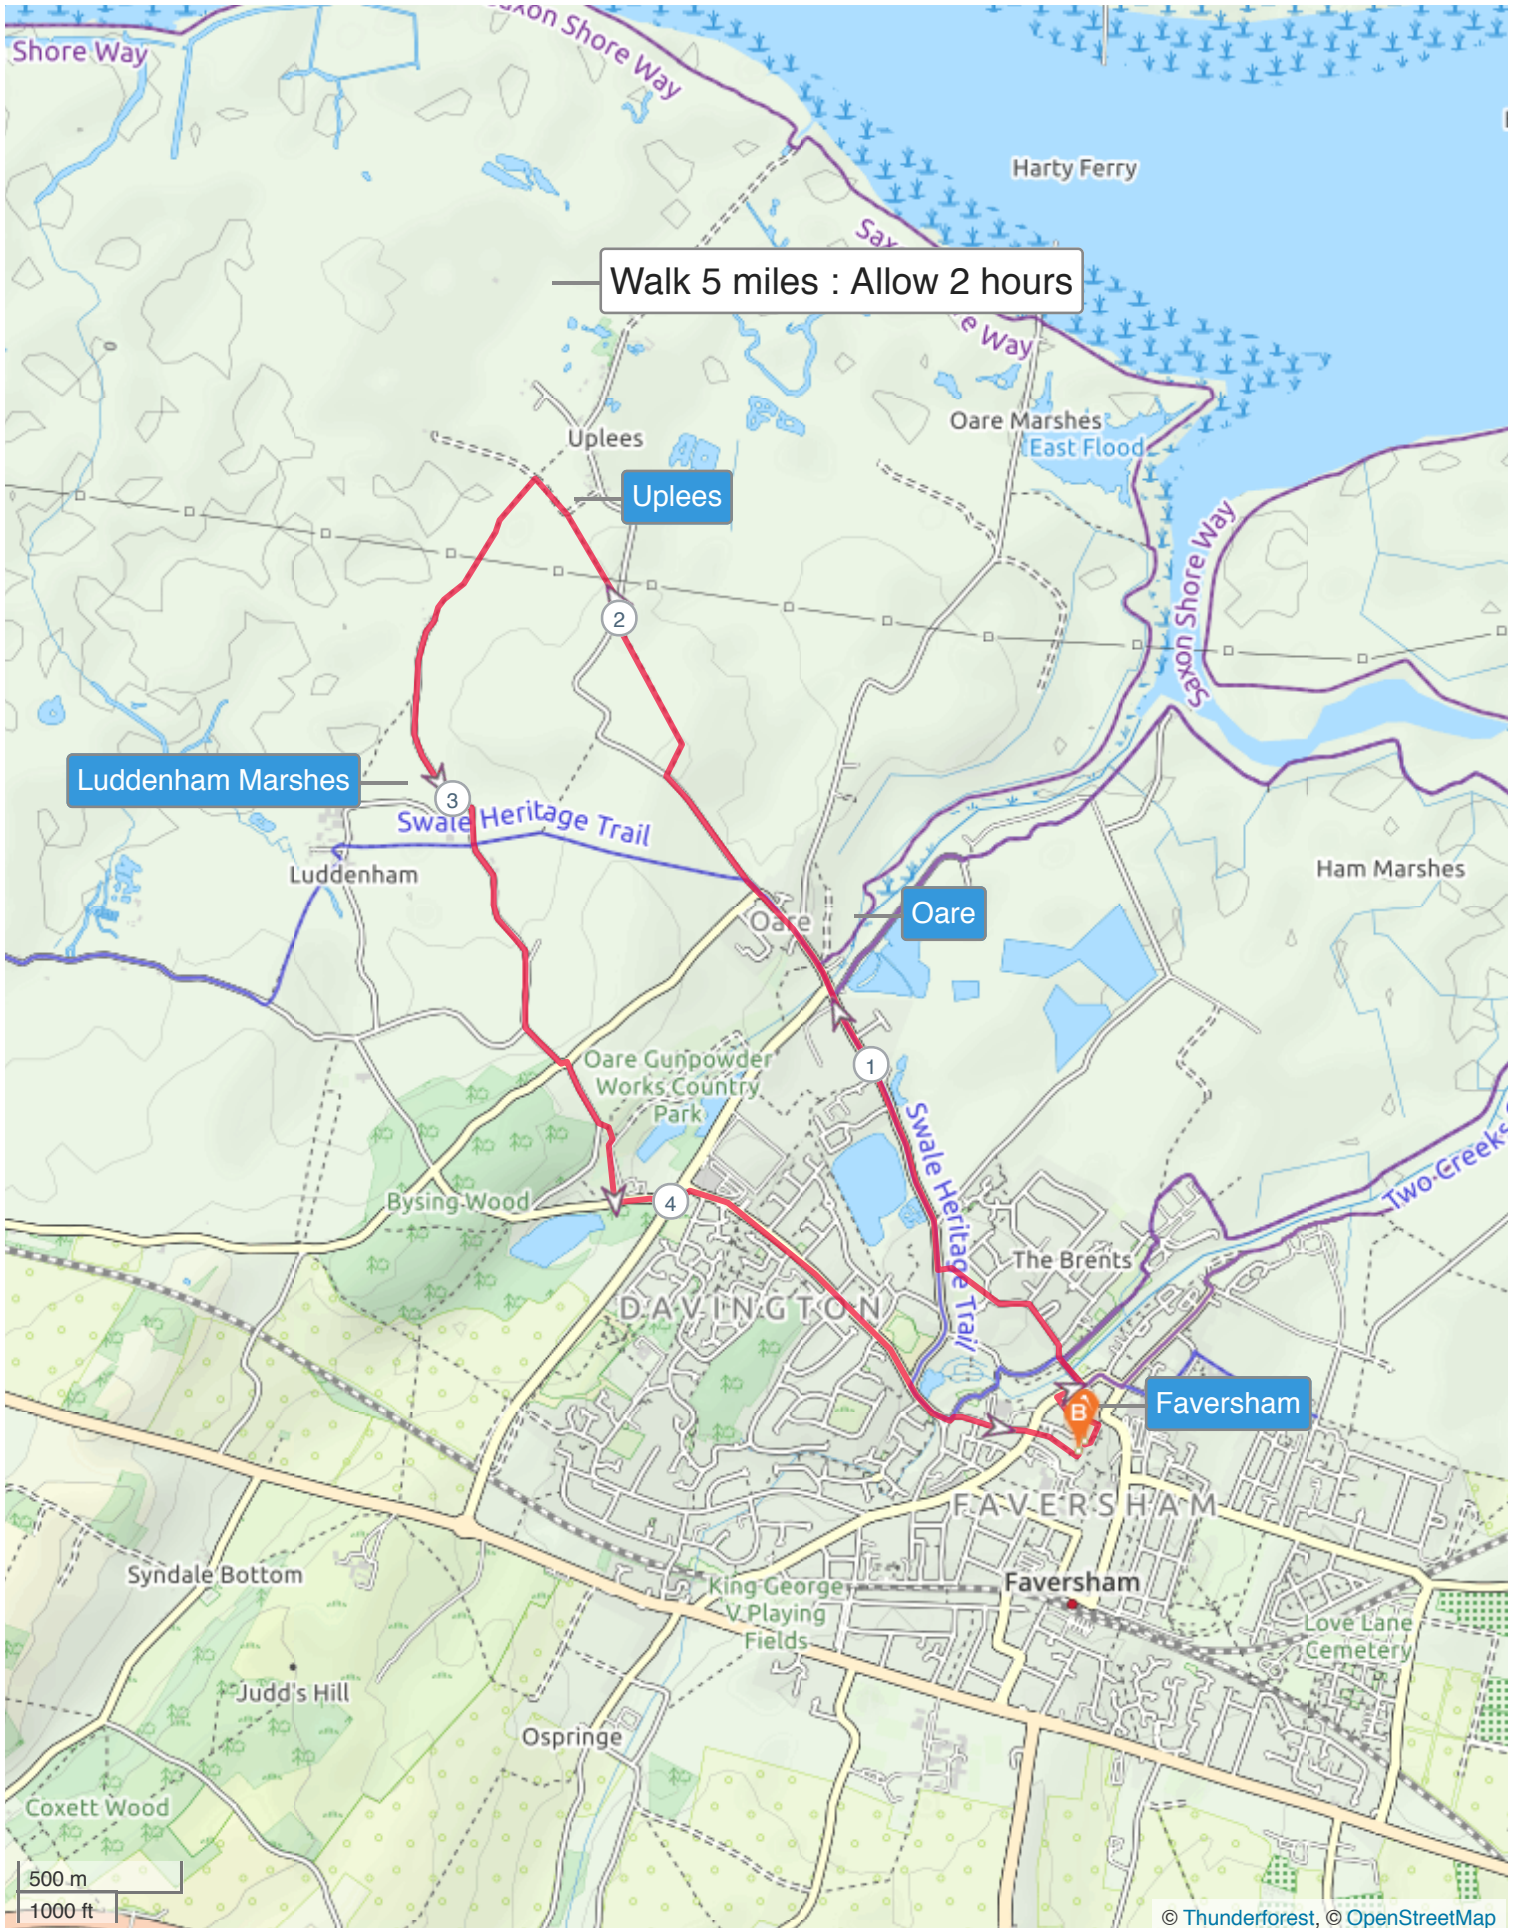 Shore Way
Saxon Shore Way
Harty Ferry
Walk 5 miles : Allow 2 hours
e Way
Oare Marshes
East Flood
Uplees
Uplees
Saxon Shore Way
2
Luddenham Marshes
3
Swale Heritage Trail
Luddenham
Ham Marshes
Oare
Oare
1
Oare Gunpowder
Works Country
Park
Swale Heritage Trail
Two Creeks
Bysing Wood
4
The Brents
DAVINGTON
B
Faversham
FAVERSHAM
Syndale Bottom
King George
V Playing
Fields
Faversham
Love Lane
Cemetery
Judd's Hill
Ospringe
Coxett Wood
500 m
1000 ft
© Thunderforest, © OpenStreetMap